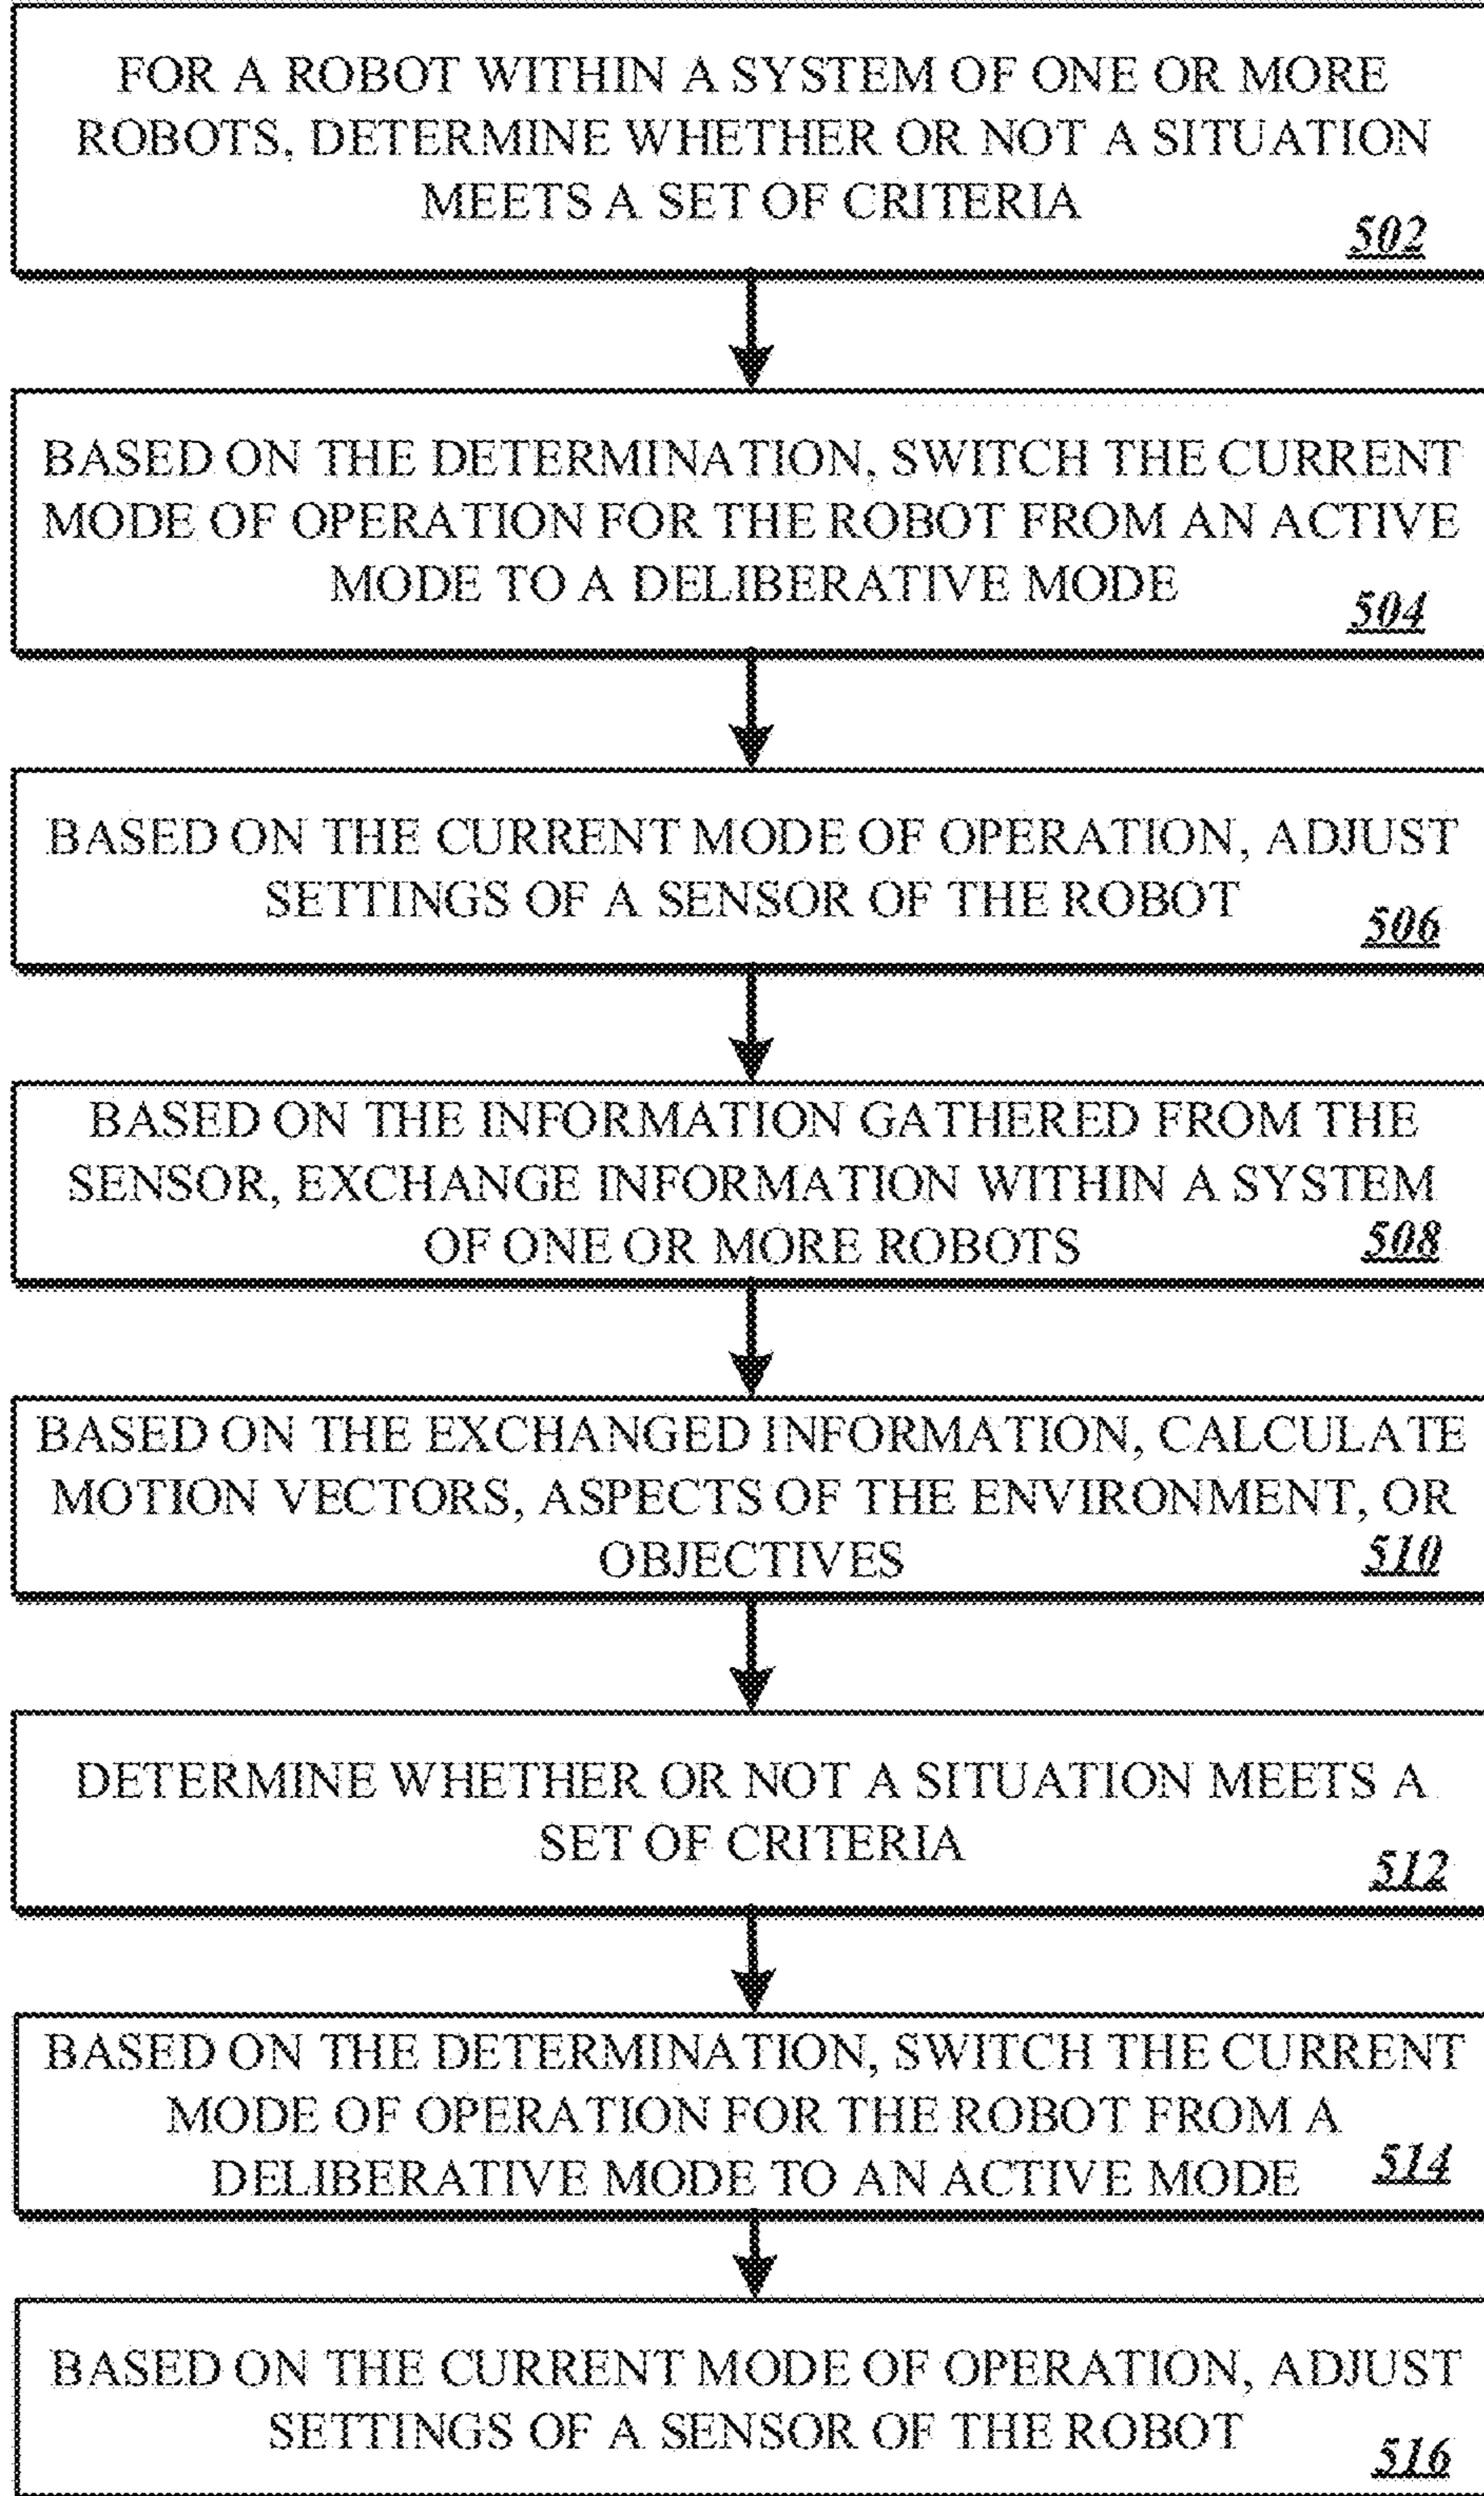 FOR A ROBOT WITHIN A SYSTEM OF ONE OR MORE
ROBOTS, DETERMINE WHETHER OR NOT A SITUATION
MEETS A SET OF CRITERIA
502
BASED ON THE DETERMINATION, SWITCH THE CURRENT
MODE OF OPERATION FOR THE ROBOT FROM AN ACTIVE
MODE TO A DELIBERATIVE MODE
504
BASED ON THE CURRENT MODE OF OPERATION, ADJUST
SETTINGS OF A SENSOR OF THE ROBOT
506
BASED ON THE INFORMATION GATHERED FROM THE
SENSOR, EXCHANGE INFORMATION WITHIN A SYSTEM
OF ONE OR MORE ROBOTS
508
BASED ON THE EXCHANGED INFORMATION, CALCULATE
MOTION VECTORS, ASPECTS OF THE ENVIRONMENT, OR
OBJECTIVES
510
DETERMINE WHETHER OR NOT A SITUATION MEETS A
SET OF CRITERIA
512
BASED ON THE DETERMINATION, SWITCH THE CURRENT
MODE OF OPERATION FOR THE ROBOT FROM A
DELIBERATIVE MODE TO AN ACTIVE MODE
514
BASED ON THE CURRENT MODE OF OPERATION, ADJUST
SETTINGS OF A SENSOR OF THE ROBOT
516